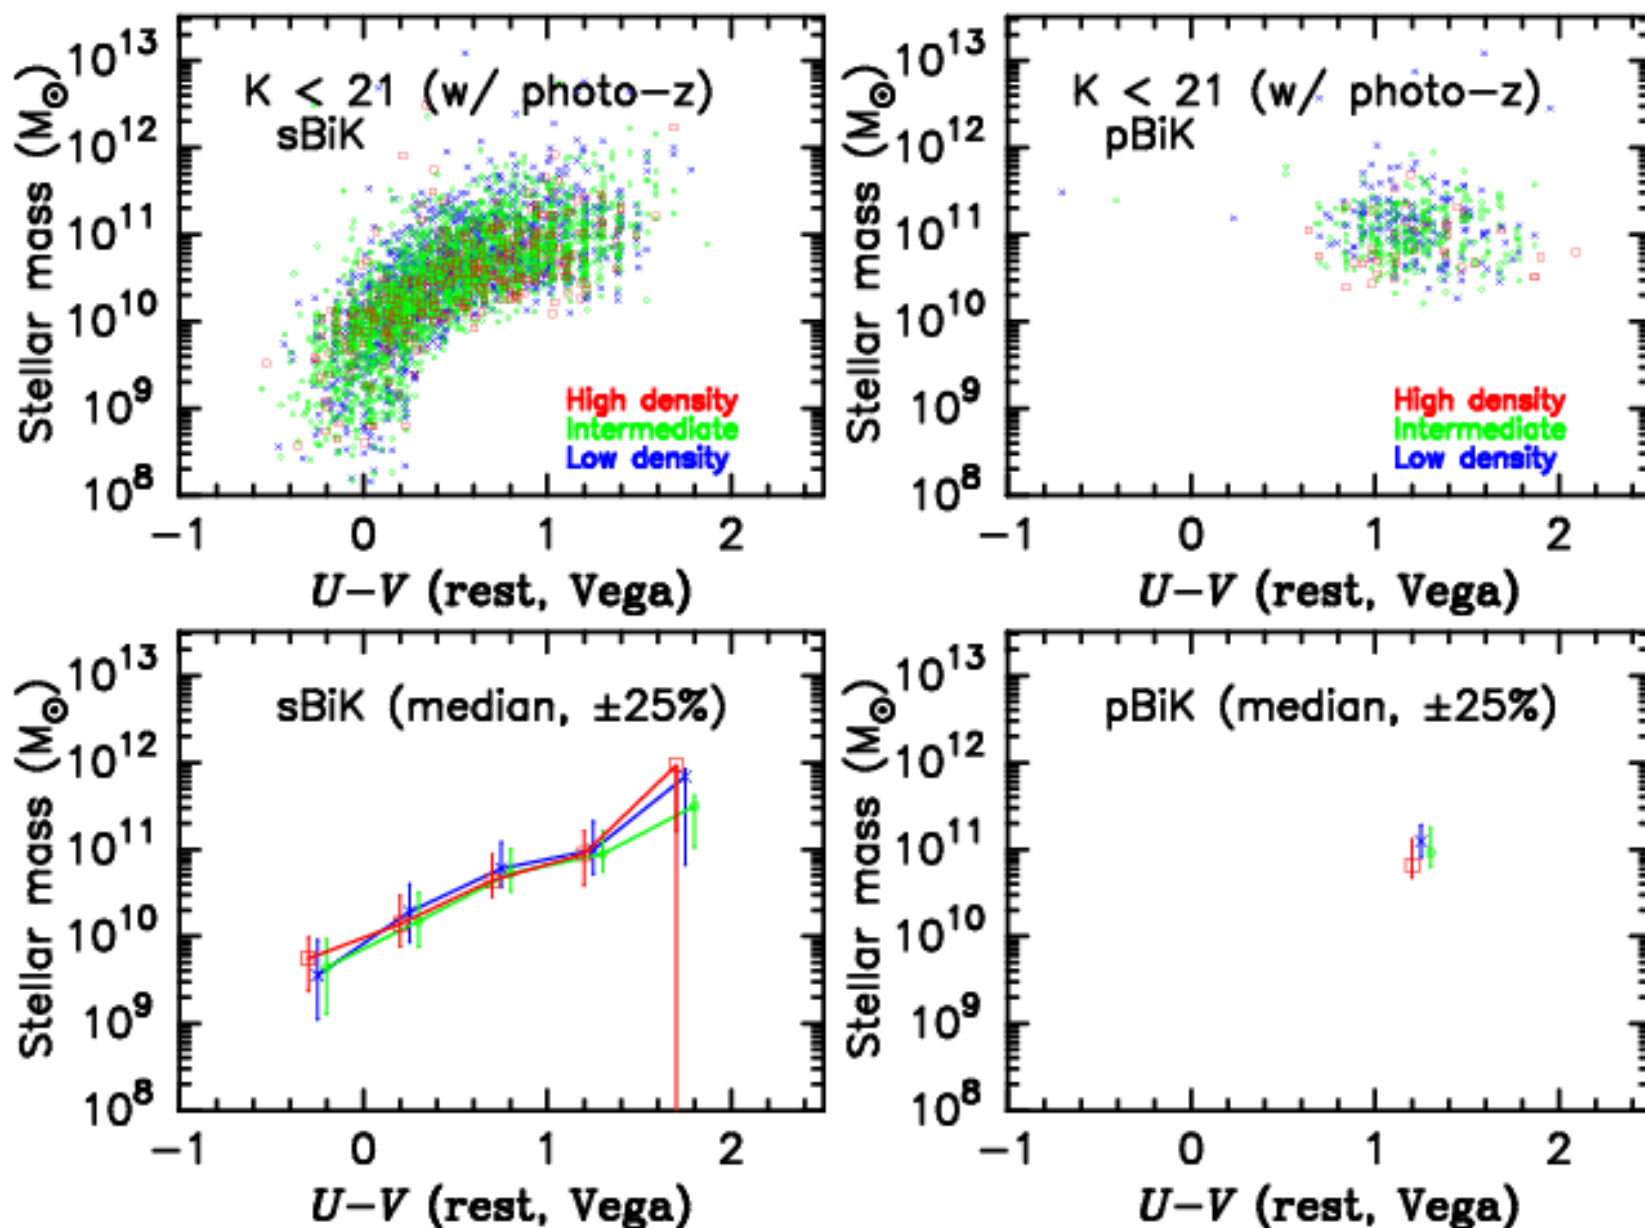 K < 21 (w/ photo-z)
sBiK
High density
Intermediate
Low density
Stellar mass (M⊙)
10¹³
10¹²
10¹¹
10¹⁰
10⁹
10⁸
−1 0 1 2
U−V (rest, Vega)
K < 21 (w/ photo-z)
pBiK
High density
Intermediate
Low density
Stellar mass (M⊙)
10¹³
10¹²
10¹¹
10¹⁰
10⁹
10⁸
−1 0 1 2
U−V (rest, Vega)
sBiK (median, ±25%)
Stellar mass (M⊙)
10¹³
10¹²
10¹¹
10¹⁰
10⁹
10⁸
−1 0 1 2
U−V (rest, Vega)
pBiK (median, ±25%)
Stellar mass (M⊙)
10¹³
10¹²
10¹¹
10¹⁰
10⁹
10⁸
−1 0 1 2
U−V (rest, Vega)